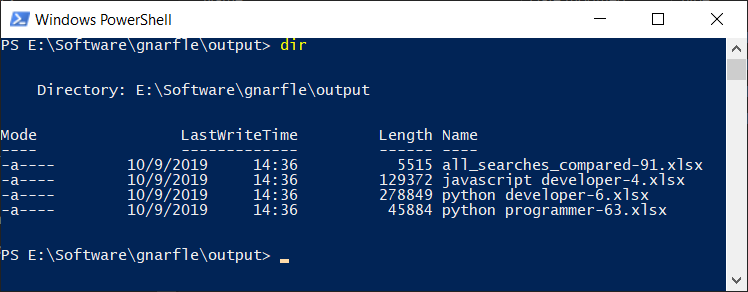 Windows PowerShell
PS E:\Software\gnarfle\output> dir
Directory: E:\Software\gnarfle\output
Mode LastWriteTime Length Name
---- ------------- ------ ----
-a---- 10/9/2019 14:36 5515 all_searches_compared-91.xlsx
-a---- 10/9/2019 14:36 129372 javascript developer-4.xlsx
-a---- 10/9/2019 14:36 278849 python developer-6.xlsx
-a---- 10/9/2019 14:36 45884 python programmer-63.xlsx
PS E:\Software\gnarfle\output>